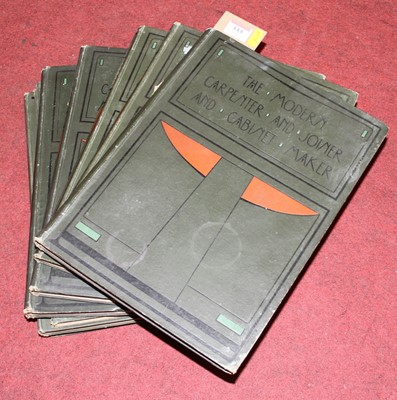 THE · MODERN
CARPENTER · AND · JOINER
AND · CABINET · MAKER